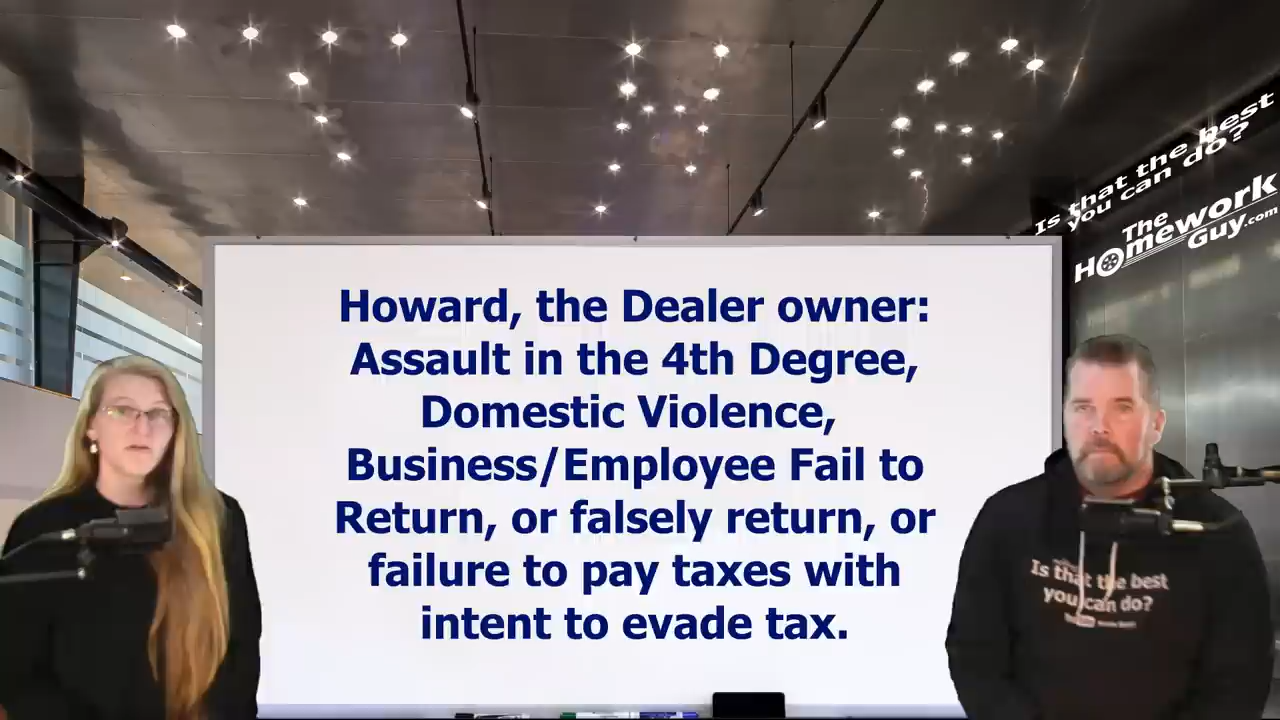 Is that the best
you can do?
The
Homework
Guy.com
Howard, the Dealer owner:
Assault in the 4th Degree,
Domestic Violence,
Business/Employee Fail to
Return, or falsely return, or
failure to pay taxes with
intent to evade tax.
Is that the best
you can do?